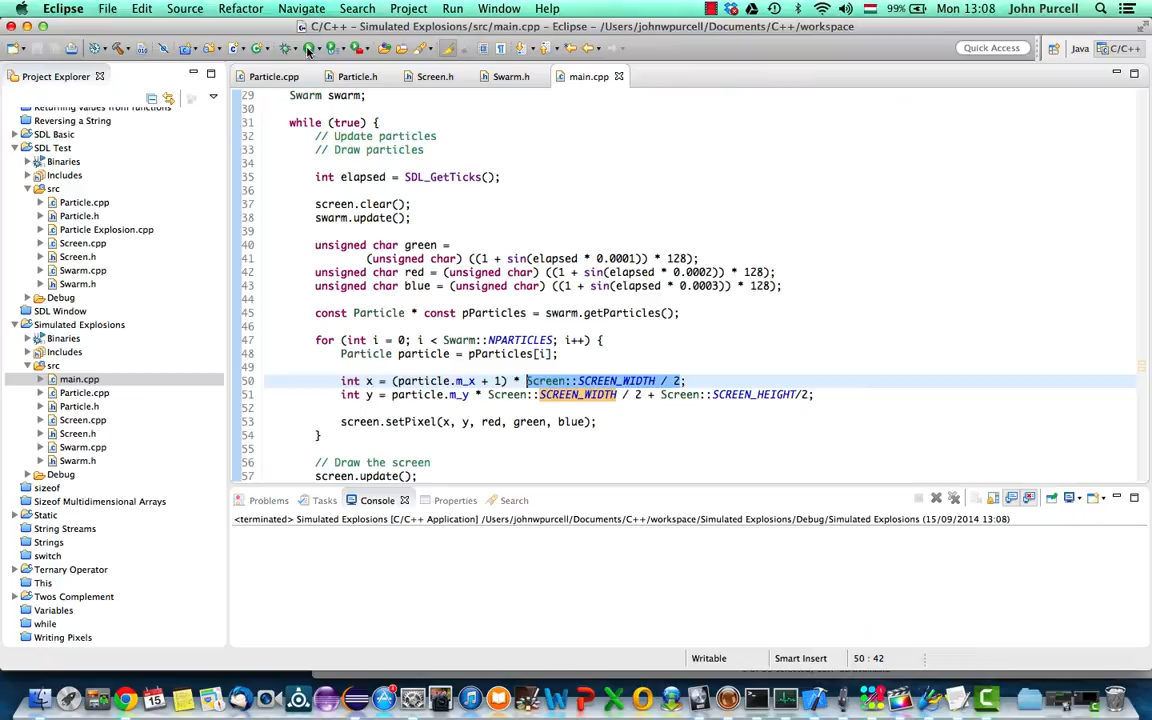 Eclipse File Edit Source Refactor Navigate Search Project Run Window Help 99% Mon 13:08 John Purcell
C/C++ - Simulated Explosions/src/main.cpp - Eclipse - /Users/johnwpurcell/Documents/C++/workspace
Quick Access Java C/C++
Project Explorer
Returning Values from functions
Reversing a String
SDL Basic
SDL Test
Binaries
Includes
src
Particle.cpp
Particle.h
Particle Explosion.cpp
Screen.cpp
Screen.h
Swarm.cpp
Swarm.h
Debug
SDL Window
Simulated Explosions
Binaries
Includes
src
main.cpp
Particle.cpp
Particle.h
Screen.cpp
Screen.h
Swarm.cpp
Swarm.h
Debug
sizeof
Sizeof Multidimensional Arrays
Static
String Streams
Strings
switch
Ternary Operator
This
Twos Complement
Variables
while
Writing Pixels
Particle.cpp Particle.h Screen.h Swarm.h main.cpp
29 Swarm swarm;
30
31 while (true) {
32 // Update particles
33 // Draw particles
34
35 int elapsed = SDL_GetTicks();
36
37 screen.clear();
38 swarm.update();
39
40 unsigned char green =
41 (unsigned char) ((1 + sin(elapsed * 0.0001)) * 128);
42 unsigned char red = (unsigned char) ((1 + sin(elapsed * 0.0002)) * 128);
43 unsigned char blue = (unsigned char) ((1 + sin(elapsed * 0.0003)) * 128);
44
45 const Particle * const pParticles = swarm.getParticles();
46
47 for (int i = 0; i < Swarm::NPARTICLES; i++) {
48 Particle particle = pParticles[i];
49
50 int x = (particle.m_x + 1) * Screen::SCREEN_WIDTH / 2;
51 int y = particle.m_y * Screen::SCREEN_WIDTH / 2 + Screen::SCREEN_HEIGHT/2;
52
53 screen.setPixel(x, y, red, green, blue);
54 }
55
56 // Draw the screen
57 screen.update();
Problems Tasks Console Properties Search
<terminated> Simulated Explosions [C/C++ Application] /Users/johnwpurcell/Documents/C++/workspace/Simulated Explosions/Debug/Simulated Explosions (15/09/2014 13:08)
Writable Smart Insert 50 : 42